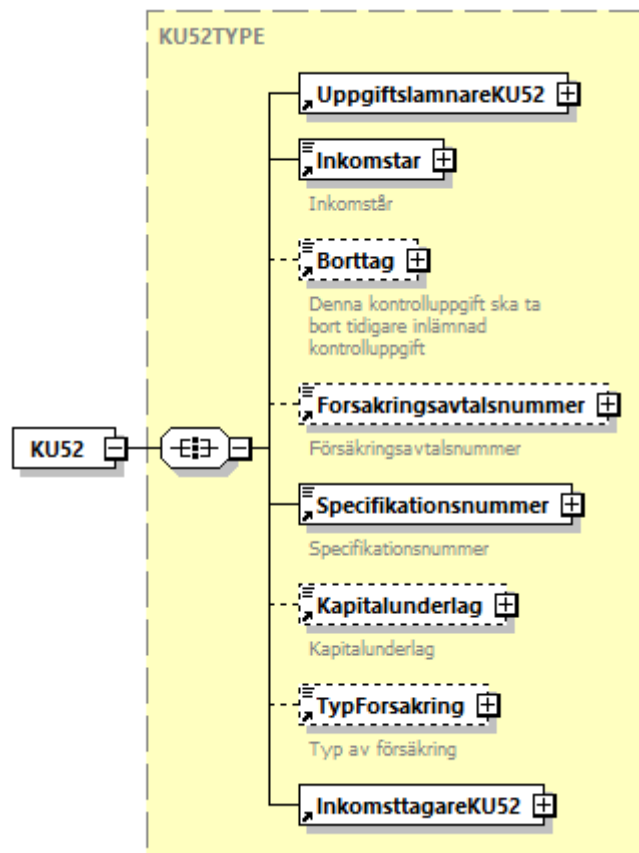 KU52TYPE
UppgiftslamnareKU52
Inkomstar
Inkomstår
Borttag
Denna kontrolluppgift ska ta
bort tidigare inlämnad
kontrolluppgift
Forsakringsavtalsnummer
Försäkringsavtalsnummer
KU52
Specifikationsnummer
Specifikationsnummer
Kapitalunderlag
Kapitalunderlag
TypForsakring
Typ av försäkring
InkomsttagareKU52